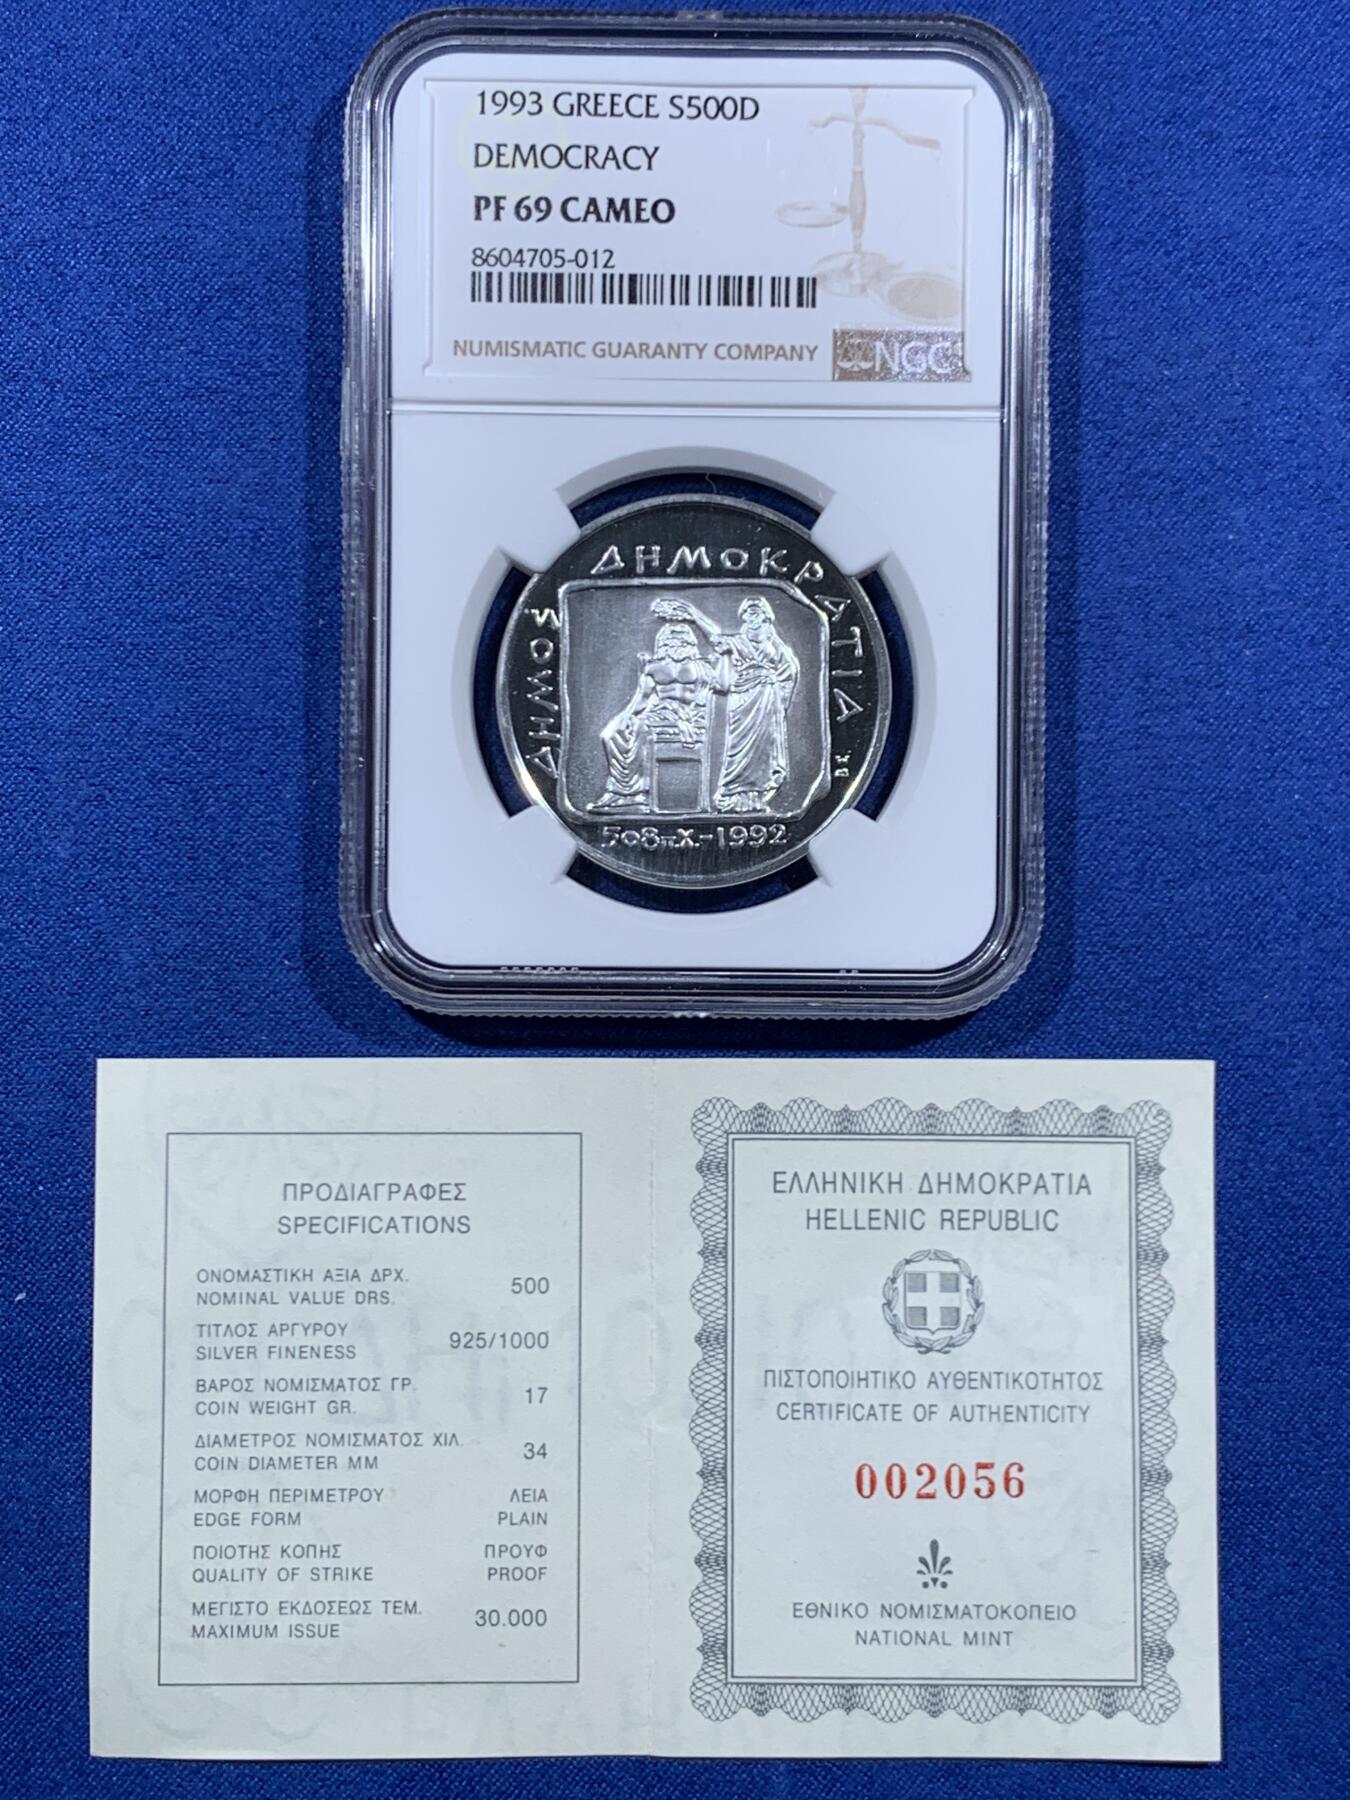 1993 GREECE S500D
DEMOCRACY
PF 69 CAMEO
8604705-012
NUMISMATIC GUARANTY COMPANY
NGC
ΔΗΜΟΣ
ΔΗΜΟΚΡΑΤΙΑ
ΒΚ.
508π.Χ.-1992
ΠΡΟΔΙΑΓΡΑΦΕΣ
SPECIFICATIONS
ΟΝΟΜΑΣΤΙΚΗ ΑΞΙΑ ΔΡΧ.
NOMINAL VALUE DRS.
500
ΤΙΤΛΟΣ ΑΡΓΥΡΟΥ
SILVER FINENESS
925/1000
ΒΑΡΟΣ ΝΟΜΙΣΜΑΤΟΣ ΓΡ.
COIN WEIGHT GR.
17
ΔΙΑΜΕΤΡΟΣ ΝΟΜΙΣΜΑΤΟΣ ΧΙΛ.
COIN DIAMETER MM
34
ΜΟΡΦΗ ΠΕΡΙΜΕΤΡΟΥ ΛΕΙΑ
EDGE FORM PLAIN
ΠΟΙΟΤΗΣ ΚΟΠΗΣ ΠΡΟΥΦ
QUALITY OF STRIKE PROOF
ΜΕΓΙΣΤΟ ΕΚΔΟΣΕΩΣ ΤΕΜ.
MAXIMUM ISSUE
30.000
ΕΛΛΗΝΙΚΗ ΔΗΜΟΚΡΑΤΙΑ
HELLENIC REPUBLIC
ΠΙΣΤΟΠΟΙΗΤΙΚΟ ΑΥΘΕΝΤΙΚΟΤΗΤΟΣ
CERTIFICATE OF AUTHENTICITY
002056
ΕΘΝΙΚΟ ΝΟΜΙΣΜΑΤΟΚΟΠΕΙΟ
NATIONAL MINT